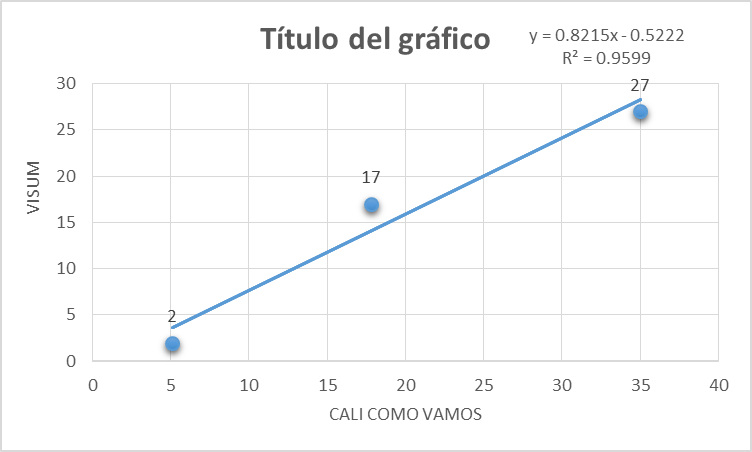 Título del gráfico
y = 0.8215x - 0.5222
R² = 0.9599
30
25
20
15
10
5
0
VISUM
2
17
27
0 5 10 15 20 25 30 35 40
CALI COMO VAMOS